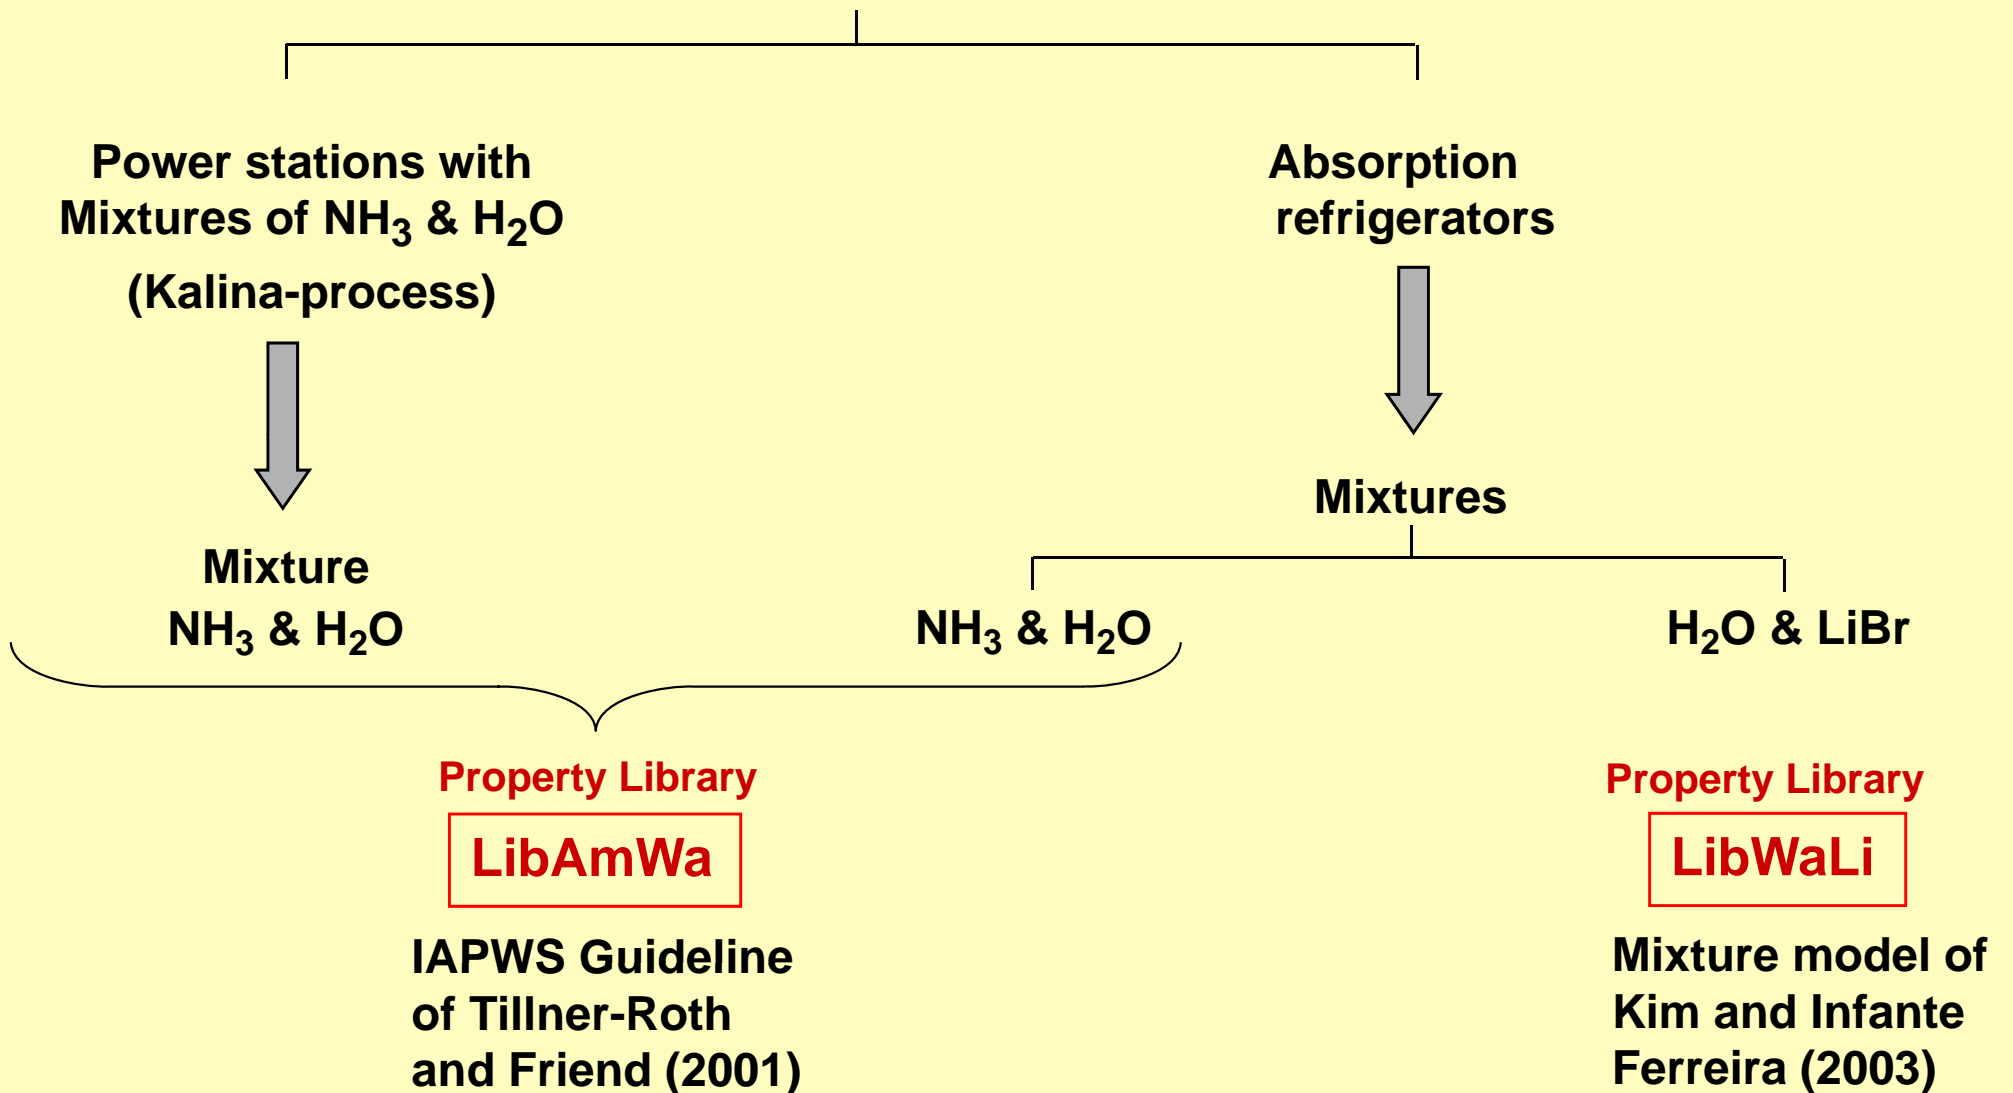 Power stations with
Mixtures of NH₃ & H₂O
(Kalina-process)
Mixture
NH₃ & H₂O
Absorption
refrigerators
Mixtures
NH₃ & H₂O
H₂O & LiBr
Property Library
LibAmWa
IAPWS Guideline
of Tillner-Roth
and Friend (2001)
Property Library
LibWaLi
Mixture model of
Kim and Infante
Ferreira (2003)